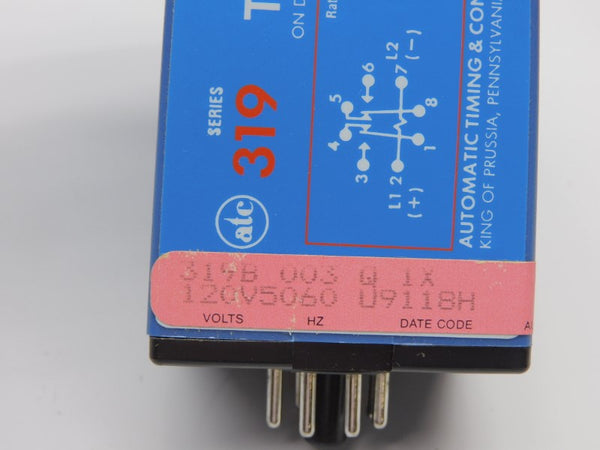 SERIES
319
T
ON D
Rat
atc
L2
(-)
6
7
5
8
4
1
3
2
L1
(+)
AUTOMATIC TIMING & CON
KING OF PRUSSIA, PENNSYLVANI
319B 003 Q 1X
120V5060 U9118H
VOLTS HZ DATE CODE